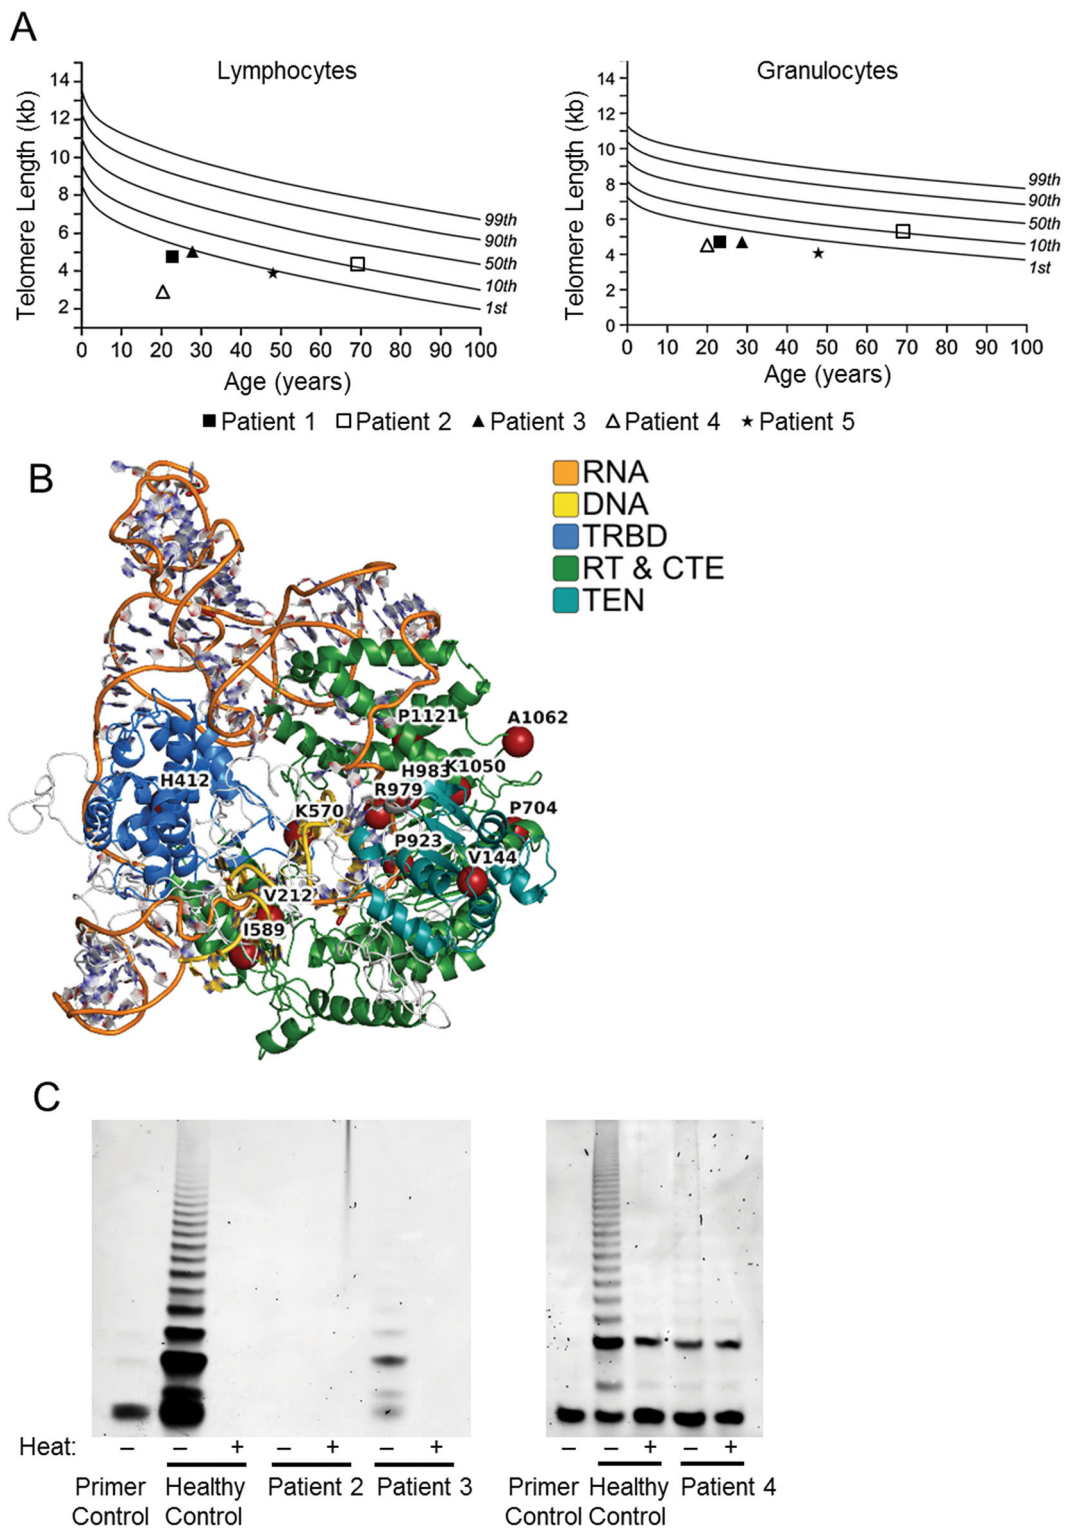 A
Lymphocytes
Telomere Length (kb)
14
12
10
8
6
4
2
99th
90th
50th
10th
1st
0 10 20 30 40 50 60 70 80 90 100
Age (years)
Granulocytes
Telomere Length (kb)
14
12
10
8
6
4
2
0
99th
90th
50th
10th
1st
0 10 20 30 40 50 60 70 80 90 100
Age (years)
Patient 1 Patient 2 Patient 3 Patient 4 Patient 5
B
RNA
DNA
TRBD
RT & CTE
TEN
P1121
A1062
H983
K1050
H412
R979
K570
P704
P923
V144
V212
I589
C
Heat: – – + – + – + – – + – +
Primer Control
Healthy Control
Patient 2
Patient 3
Primer Control
Healthy Control
Patient 4